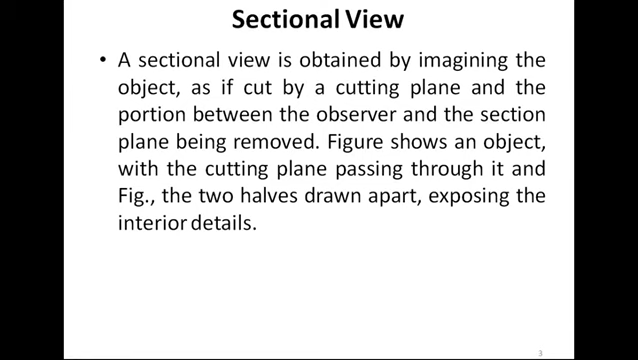 Sectional View
• A sectional view is obtained by imagining the
object, as if cut by a cutting plane and the
portion between the observer and the section
plane being removed. Figure shows an object,
with the cutting plane passing through it and
Fig., the two halves drawn apart, exposing the
interior details.
3